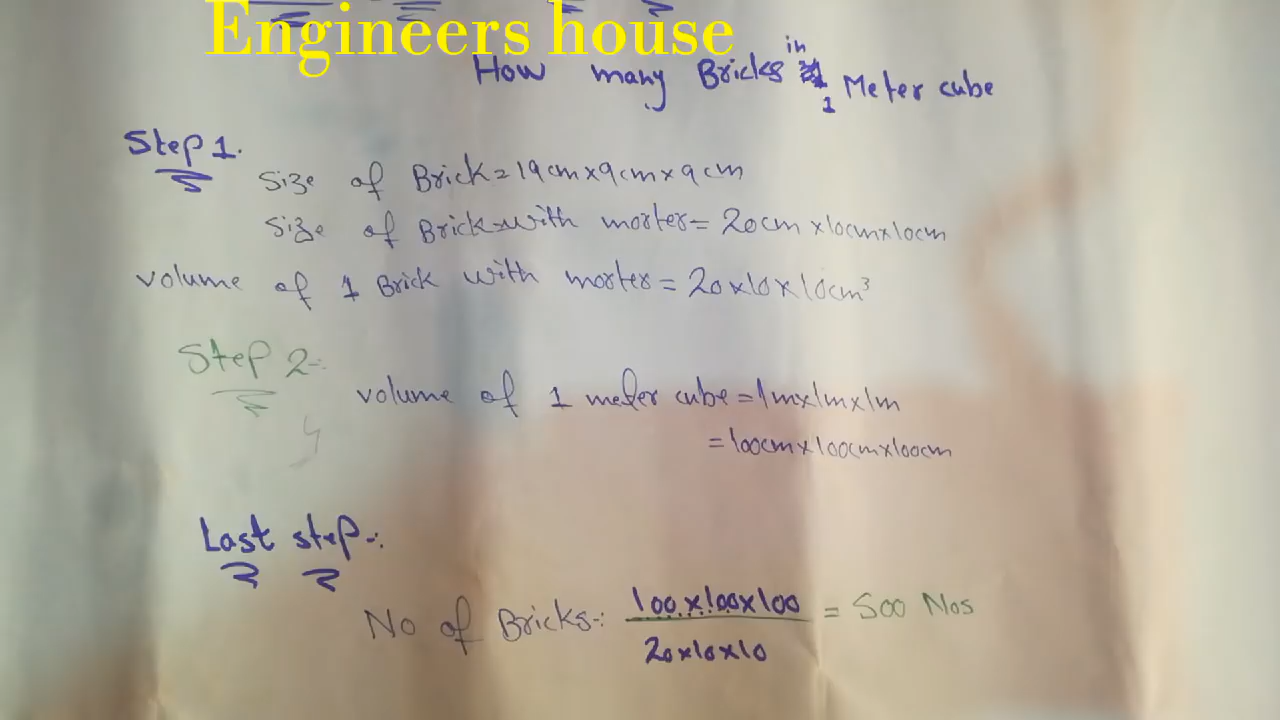 Engineers house
How many Bricks in 1 Meter cube
Step 1.
Size of Brick = 19cm x 9cm x 9cm
Size of Brick with morter = 20cm x 10cm x 10cm
volume of 1 Brick with morter = 20 x 10 x 10cm³
Step 2-:
volume of 1 meter cube = 1m x 1m x 1m
= 100cm x 100cm x 100cm
Last step-:
No of Bricks-: 100 x 100 x 100 = 500 Nos
20 x 10 x 10